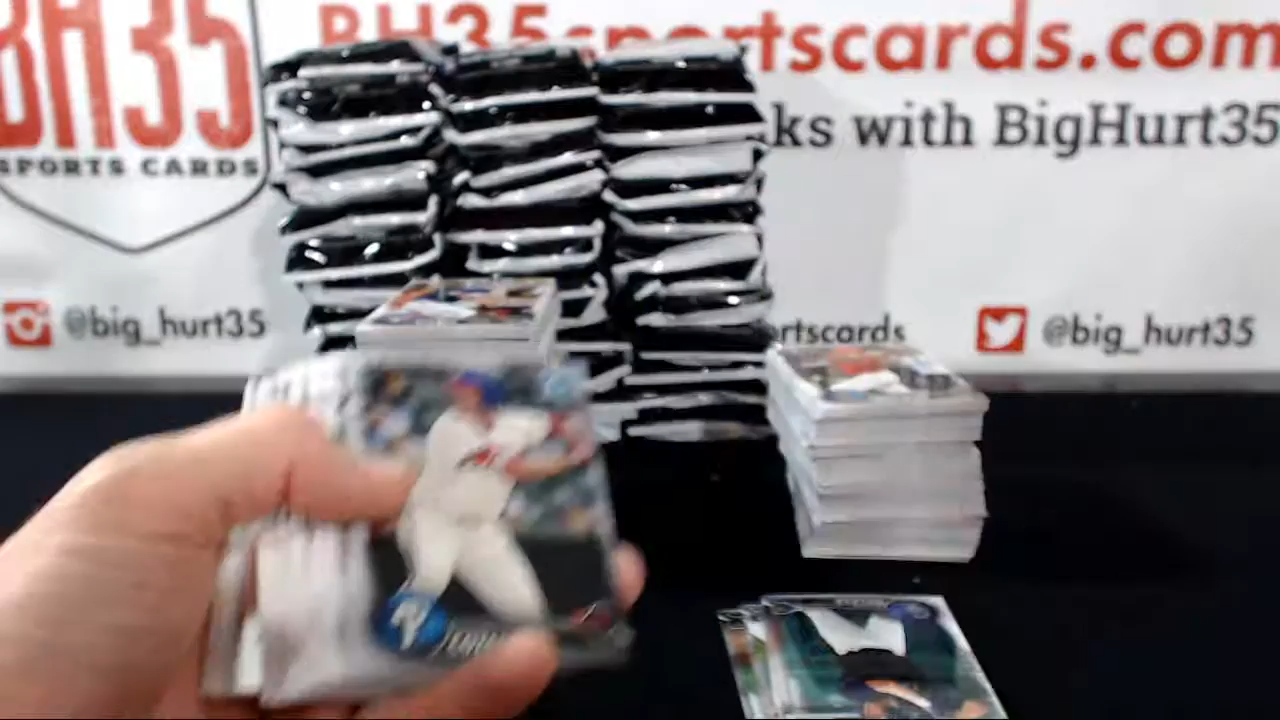 BH35
SPORTS CARDS
BH35sportscards.com
ks with BigHurt35
@big_hurt35
rtscards
@big_hurt35